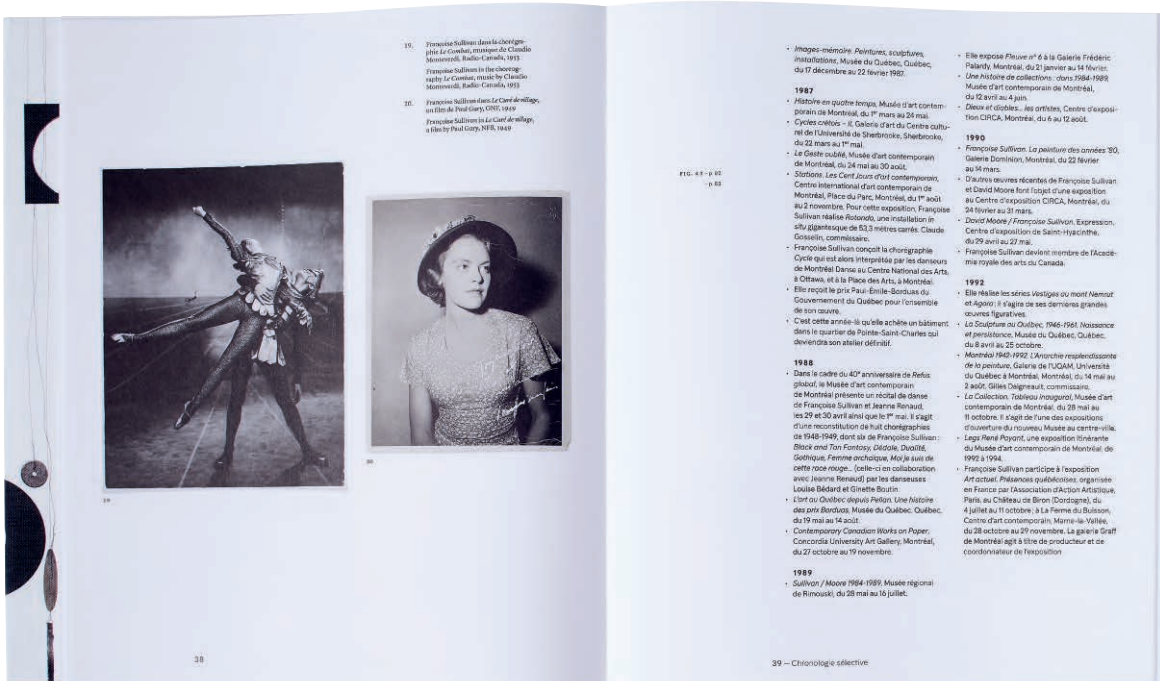 19. Françoise Sullivan dans la chorégra-
phie Le Combat, musique de Claudio
Monteverdi, Radio-Canada, 1953
Françoise Sullivan in the choreog-
raphy Le Combat, music by Claudio
Monteverdi, Radio-Canada, 1953
20. Françoise Sullivan dans Le Curé de village,
un film de Paul Gury, ONF, 1949
Françoise Sullivan in Le Curé de village,
a film by Paul Gury, NFB, 1949
19
20
38
FIG. 43 – p 82
– p 83
• Images-mémoire. Peintures, sculptures,
installations, Musée du Québec, Québec,
du 17 décembre au 22 février 1987.
1987
• Histoire en quatre temps, Musée d'art contem-
porain de Montréal, du 1er mars au 24 mai.
• Cycles crétois – II, Galerie d'art du Centre cultu-
rel de l'Université de Sherbrooke, Sherbrooke,
du 22 mars au 1er mai.
• Le Geste oublié, Musée d'art contemporain
de Montréal, du 24 mai au 30 août.
• Stations. Les Cent Jours d'art contemporain,
Centre international d'art contemporain de
Montréal, Place du Parc, Montréal, du 1er août
au 2 novembre. Pour cette exposition, Françoise
Sullivan réalise Rotondo, une installation in
situ gigantesque de 53,3 mètres carrés. Claude
Gosselin, commissaire.
• Françoise Sullivan conçoit la chorégraphie
Cycle qui est alors interprétée par les danseurs
de Montréal Danse au Centre National des Arts,
à Ottawa, et à la Place des Arts, à Montréal.
• Elle reçoit le prix Paul-Émile-Borduas du
Gouvernement du Québec pour l'ensemble
de son œuvre.
• C'est cette année-là qu'elle achète un bâtiment
dans le quartier de Pointe-Saint-Charles qui
deviendra son atelier définitif.
1988
• Dans le cadre du 40e anniversaire de Refus
global, le Musée d'art contemporain
de Montréal présente un récital de danse
de Françoise Sullivan et Jeanne Renaud,
les 29 et 30 avril ainsi que le 1er mai. Il s'agit
d'une reconstitution de huit chorégraphies
de 1948-1949, dont six de Françoise Sullivan :
Black and Tan Fantasy, Dédale, Dualité,
Gothique, Femme archaïque, Moi je suis de
cette race rouge... (celle-ci en collaboration
avec Jeanne Renaud) par les danseuses
Louise Bédard et Ginette Boutin.
• L'art au Québec depuis Pellan. Une histoire
des prix Borduas, Musée du Québec, Québec,
du 19 mai au 14 août.
• Contemporary Canadian Works on Paper,
Concordia University Art Gallery, Montréal,
du 27 octobre au 19 novembre.
1989
• Sullivan / Moore 1984-1989, Musée régional
de Rimouski, du 28 mai au 16 juillet.
• Elle expose Fleuve n° 6 à la Galerie Frédéric
Palardy, Montréal, du 21 janvier au 14 février.
• Une histoire de collections : dons 1984-1989,
Musée d'art contemporain de Montréal,
du 12 avril au 4 juin.
• Dieux et diables... les artistes, Centre d'exposi-
tion CIRCA, Montréal, du 6 au 12 août.
1990
• Françoise Sullivan. La peinture des années '80,
Galerie Dominion, Montréal, du 22 février
au 14 mars.
• D'autres œuvres récentes de Françoise Sullivan
et David Moore font l'objet d'une exposition
au Centre d'exposition CIRCA, Montréal, du
24 février au 31 mars.
• David Moore / Françoise Sullivan, Expression,
Centre d'exposition de Saint-Hyacinthe,
du 29 avril au 27 mai.
• Françoise Sullivan devient membre de l'Acadé-
mie royale des arts du Canada.
1992
• Elle réalise les séries Vestiges au mont Nemrut
et Agora ; il s'agira de ses dernières grandes
œuvres figuratives.
• La Sculpture au Québec, 1946-1961. Naissance
et persistance, Musée du Québec, Québec,
du 8 avril au 25 octobre.
• Montréal 1942-1992. L'Anarchie resplendissante
de la peinture, Galerie de l'UQAM, Université
du Québec à Montréal, Montréal, du 14 mai au
2 août. Gilles Daigneault, commissaire.
• La Collection. Tableau inaugural, Musée d'art
contemporain de Montréal, du 28 mai au
11 octobre. Il s'agit de l'une des expositions
d'ouverture du nouveau Musée au centre-ville.
• Legs René Payant, une exposition itinérante
du Musée d'art contemporain de Montréal, de
1992 à 1994.
• Françoise Sullivan participe à l'exposition
Art actuel. Présences québécoises, organisée
en France par l'Association d'Action Artistique,
Paris, au Château de Biron (Dordogne), du
4 juillet au 11 octobre ; à La Ferme du Buisson,
Centre d'art contemporain, Marne-la-Vallée,
du 28 octobre au 29 novembre. La galerie Graff
de Montréal agit à titre de producteur et de
coordonnateur de l'exposition
39 — Chronologie sélective